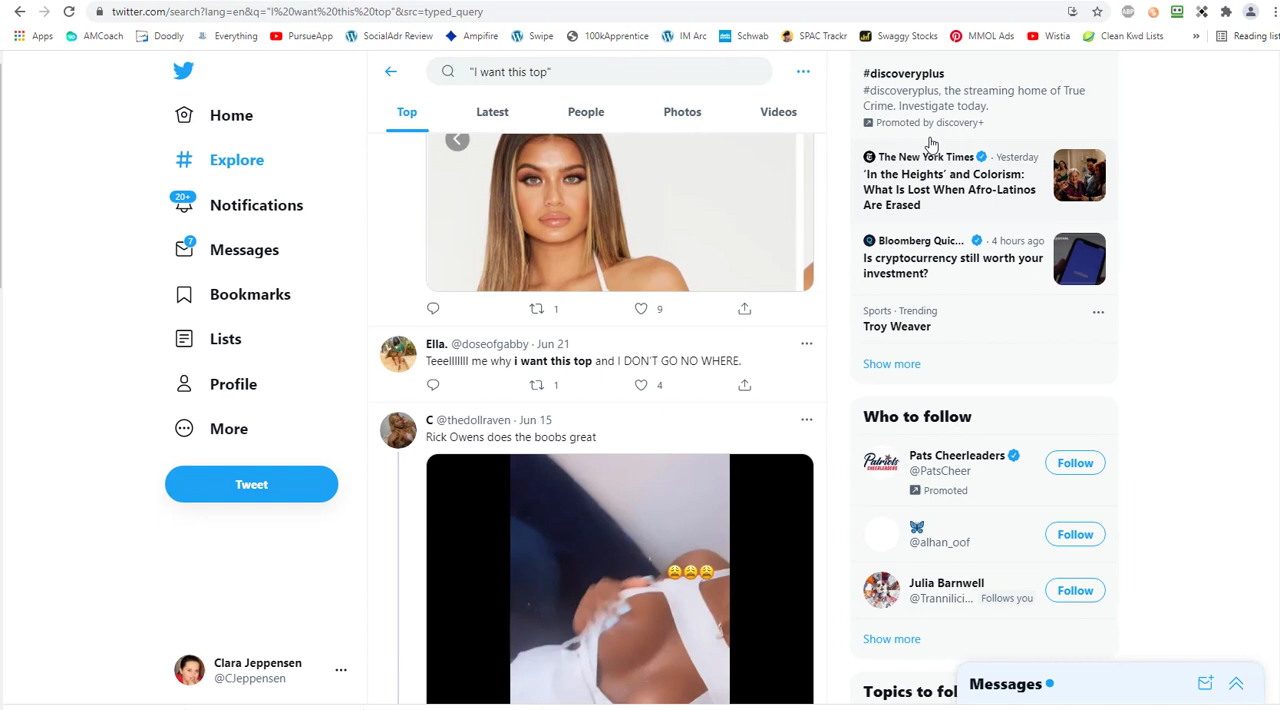 twitter.com/search?lang=en&q="I%20want%20this%20top"&src=typed_query
Apps AMCoach Doodly Everything PursueApp SocialAdr Review Ampifire Swipe 100kApprentice IM Arc Schwab SPAC Trackr Swaggy Stocks MMOL Ads Wistia Clean Kwd Lists » Reading list
"I want this top"
Top Latest People Photos Videos
Home
Explore
20+
Notifications
7
Messages
Bookmarks
Lists
Profile
More
Tweet
Clara Jeppensen
@CJeppensen
1 9
Ella. @doseofgabby · Jun 21
Teeelllllll me why i want this top and I DON'T GO NO WHERE.
1 4
C @thedollraven · Jun 15
Rick Owens does the boobs great
😩😩😩
#discoveryplus
#discoveryplus, the streaming home of True
Crime. Investigate today.
Promoted by discovery+
The New York Times · Yesterday
'In the Heights' and Colorism:
What Is Lost When Afro-Latinos
Are Erased
Bloomberg Quic... · 4 hours ago
Is cryptocurrency still worth your
investment?
Sports · Trending
Troy Weaver
Show more
Who to follow
PATRIOTS
CHEERLEADERS
Pats Cheerleaders
@PatsCheer
Promoted
Follow
🦋
@alhan_oof
Follow
Julia Barnwell
@Trannilici... Follows you
Follow
Show more
Topics to fol
Messages